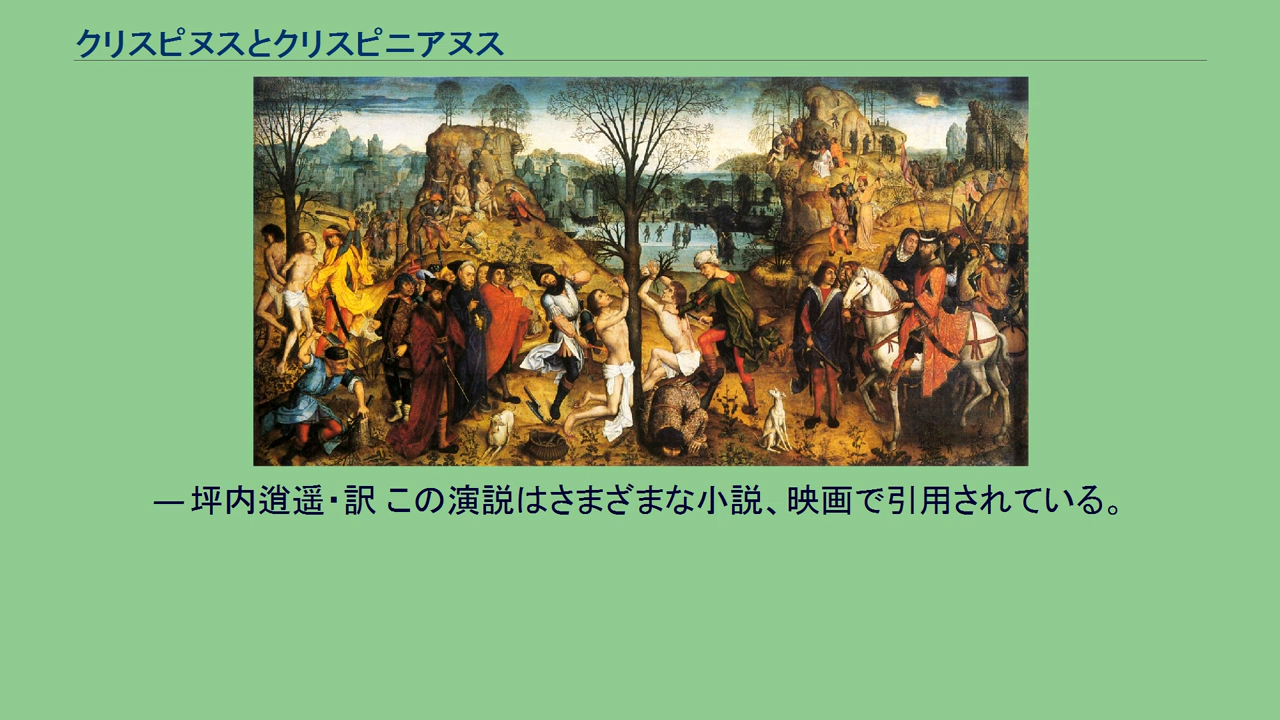 クリスピヌスとクリスピニアヌス
― 坪内逍遥・訳 この演説はさまざまな小説、映画で引用されている。